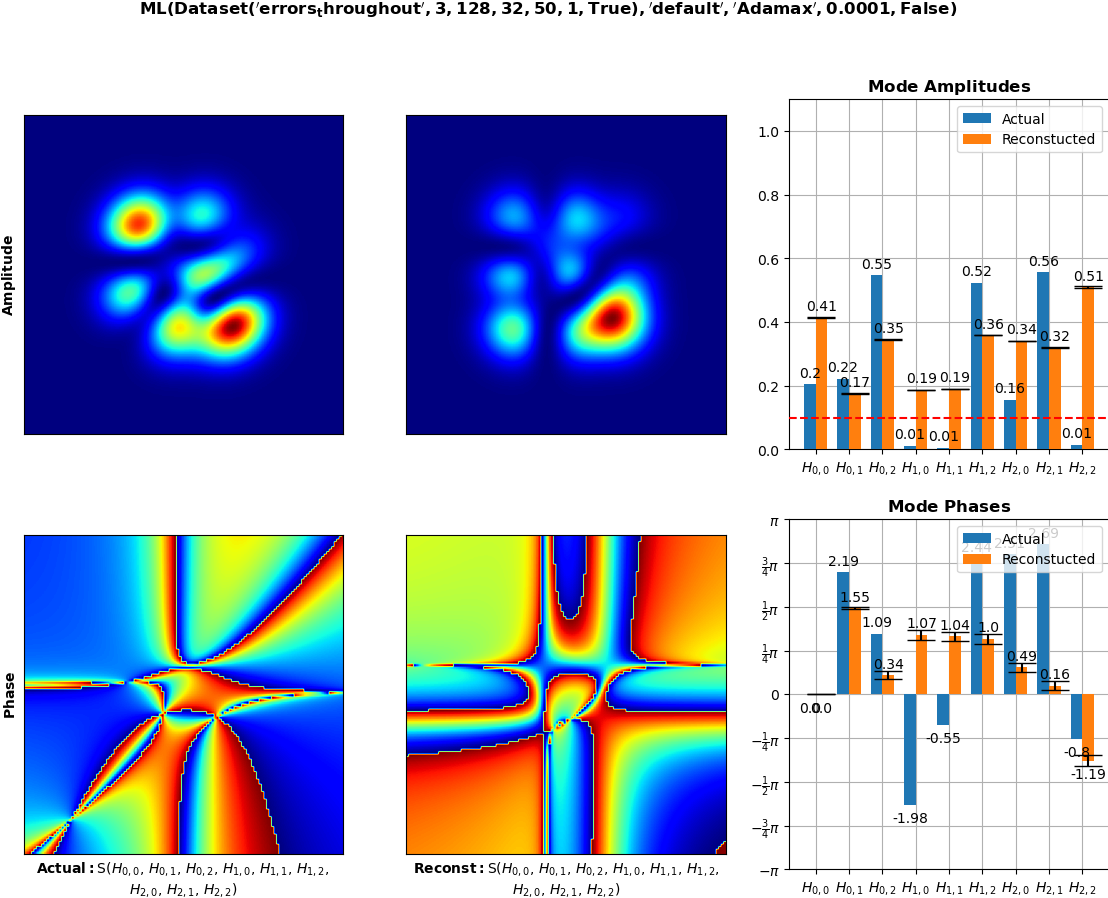 ML(Dataset('errors_throughout', 3, 128, 32, 50, 1, True),' default',' Adamax', 0.0001, False)
Amplitude
Mode Amplitudes
Actual
Reconstucted
1.0
0.8
0.6
0.4
0.2
0.0
0.2 0.41 0.22 0.17 0.55 0.35 0.01 0.19 0.01 0.19 0.52 0.36 0.16 0.34 0.56 0.32 0.01 0.51
H0,0 H0,1 H0,2 H1,0 H1,1 H1,2 H2,0 H2,1 H2,2
Phase
Actual: S(H0,0, H0,1, H0,2, H1,0, H1,1, H1,2,
H2,0, H2,1, H2,2)
Reconst: S(H0,0, H0,1, H0,2, H1,0, H1,1, H1,2,
H2,0, H2,1, H2,2)
Mode Phases
Actual
Reconstucted
π
3/4π
1/2π
1/4π
0
−1/4π
−1/2π
−3/4π
−π
0.0 2.19 1.55 1.09 0.34 -1.98 1.07 -0.55 1.04 2.44 1.0 0.49 0.16 -0.8 -1.19
H0,0 H0,1 H0,2 H1,0 H1,1 H1,2 H2,0 H2,1 H2,2